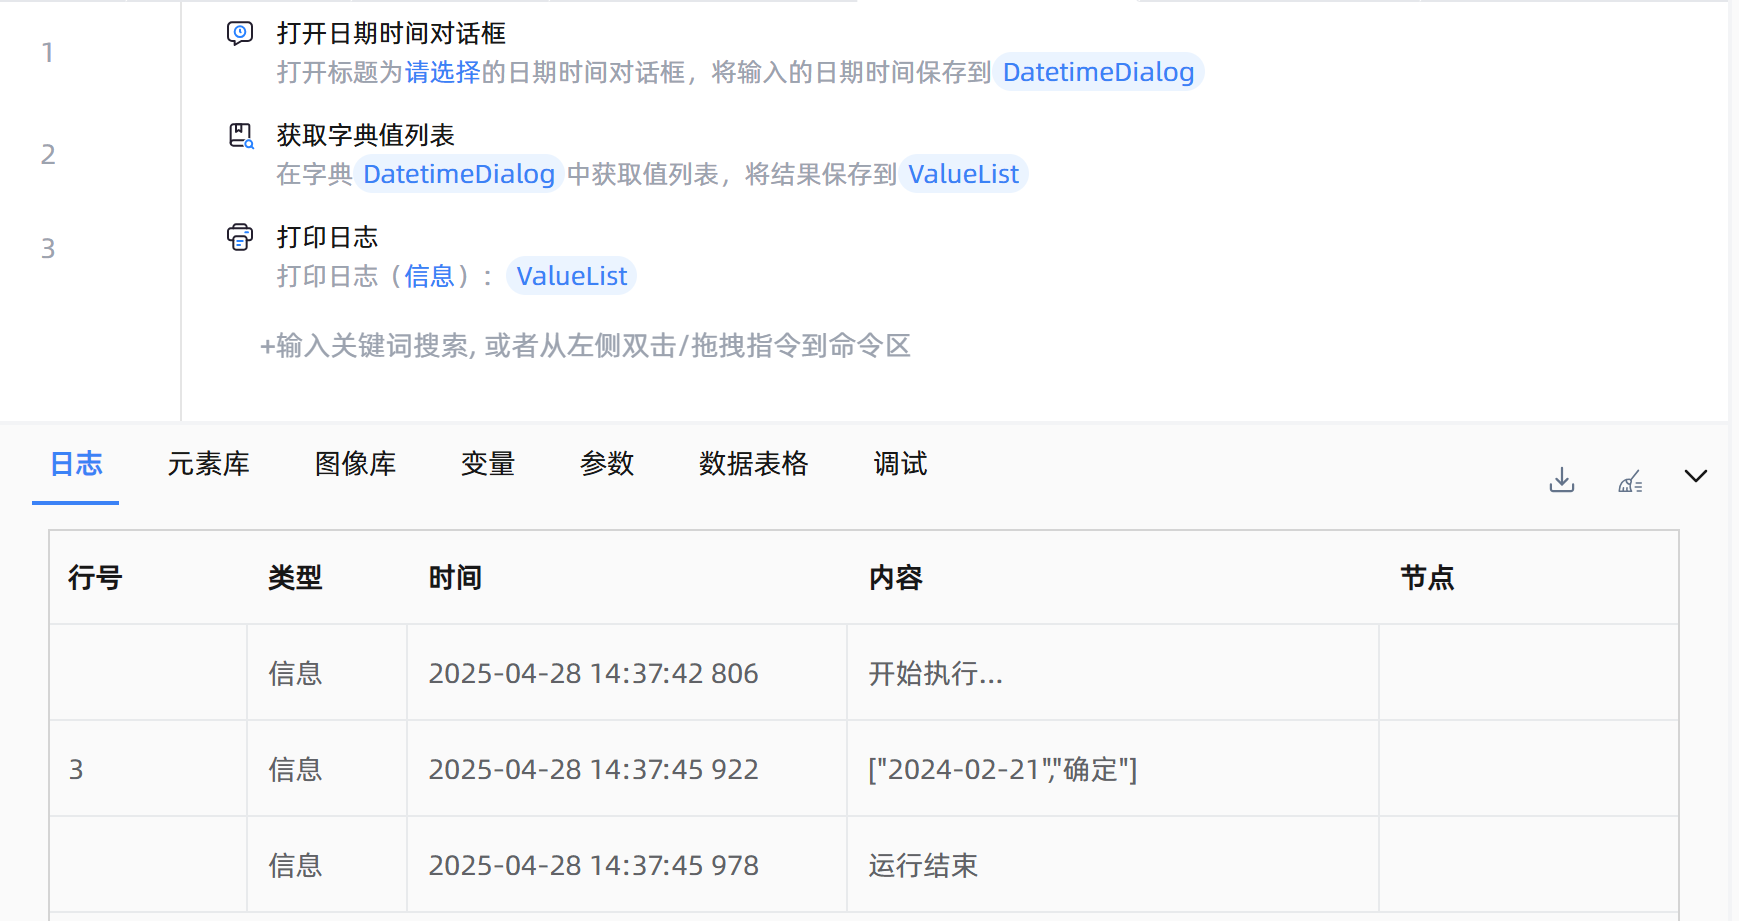 1
打开日期时间对话框
打开标题为请选择的日期时间对话框，将输入的日期时间保存到 DatetimeDialog
2
获取字典值列表
在字典 DatetimeDialog 中获取值列表，将结果保存到 ValueList
3
打印日志
打印日志（信息）： ValueList
+输入关键词搜索, 或者从左侧双击/拖拽指令到命令区
日志 元素库 图像库 变量 参数 数据表格 调试
行号 类型 时间 内容 节点
信息 2025-04-28 14:37:42 806 开始执行...
3 信息 2025-04-28 14:37:45 922 ["2024-02-21","确定"]
信息 2025-04-28 14:37:45 978 运行结束